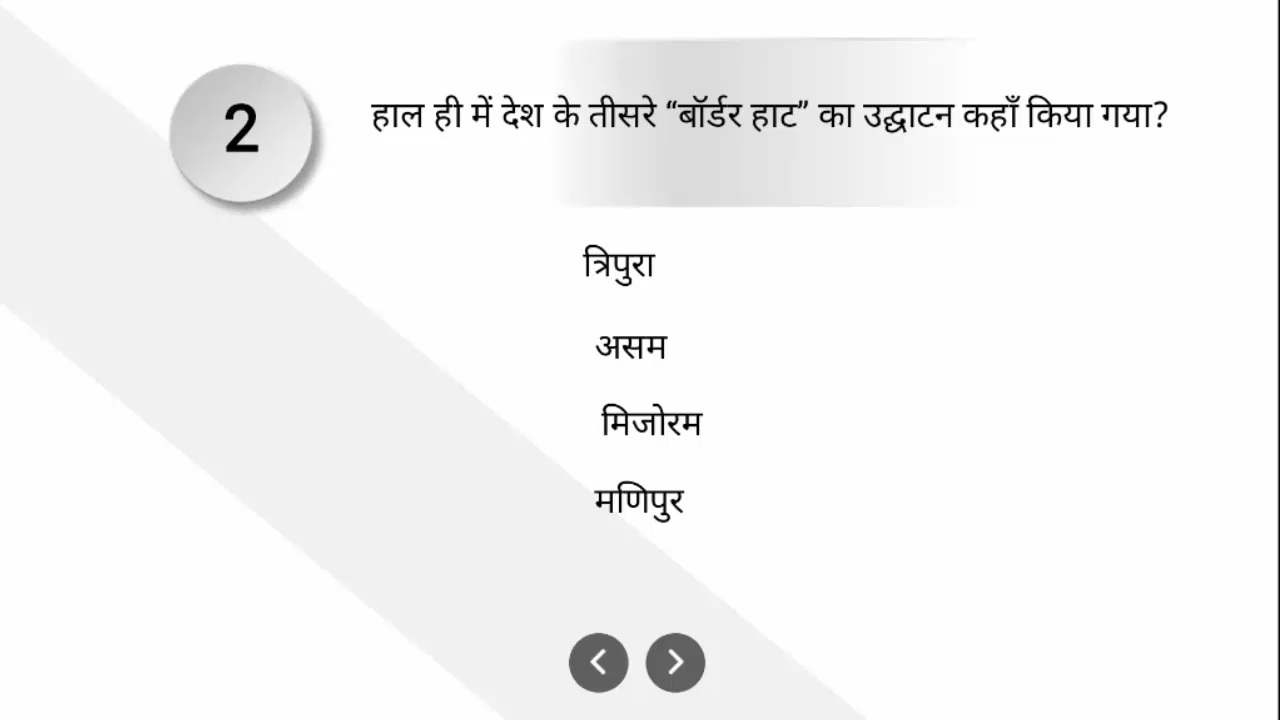 2
हाल ही में देश के तीसरे “बॉर्डर हाट” का उद्घाटन कहाँ किया गया?
त्रिपुरा
असम
मिजोरम
मणिपुर